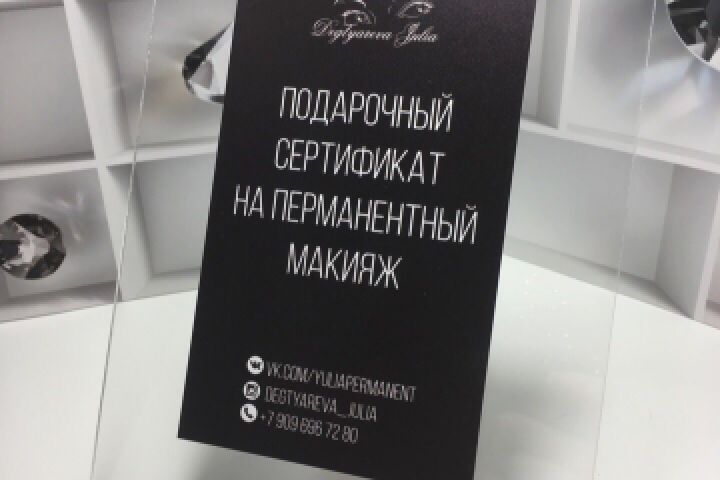 Degtyareva Julia
ПОДАРОЧНЫЙ
СЕРТИФИКАТ
НА ПЕРМАНЕНТНЫЙ
МАКИЯЖ
VK.COM/YULIAPERMANENT
DEGTYAREVA_JULIA
+7 909 696 72 80